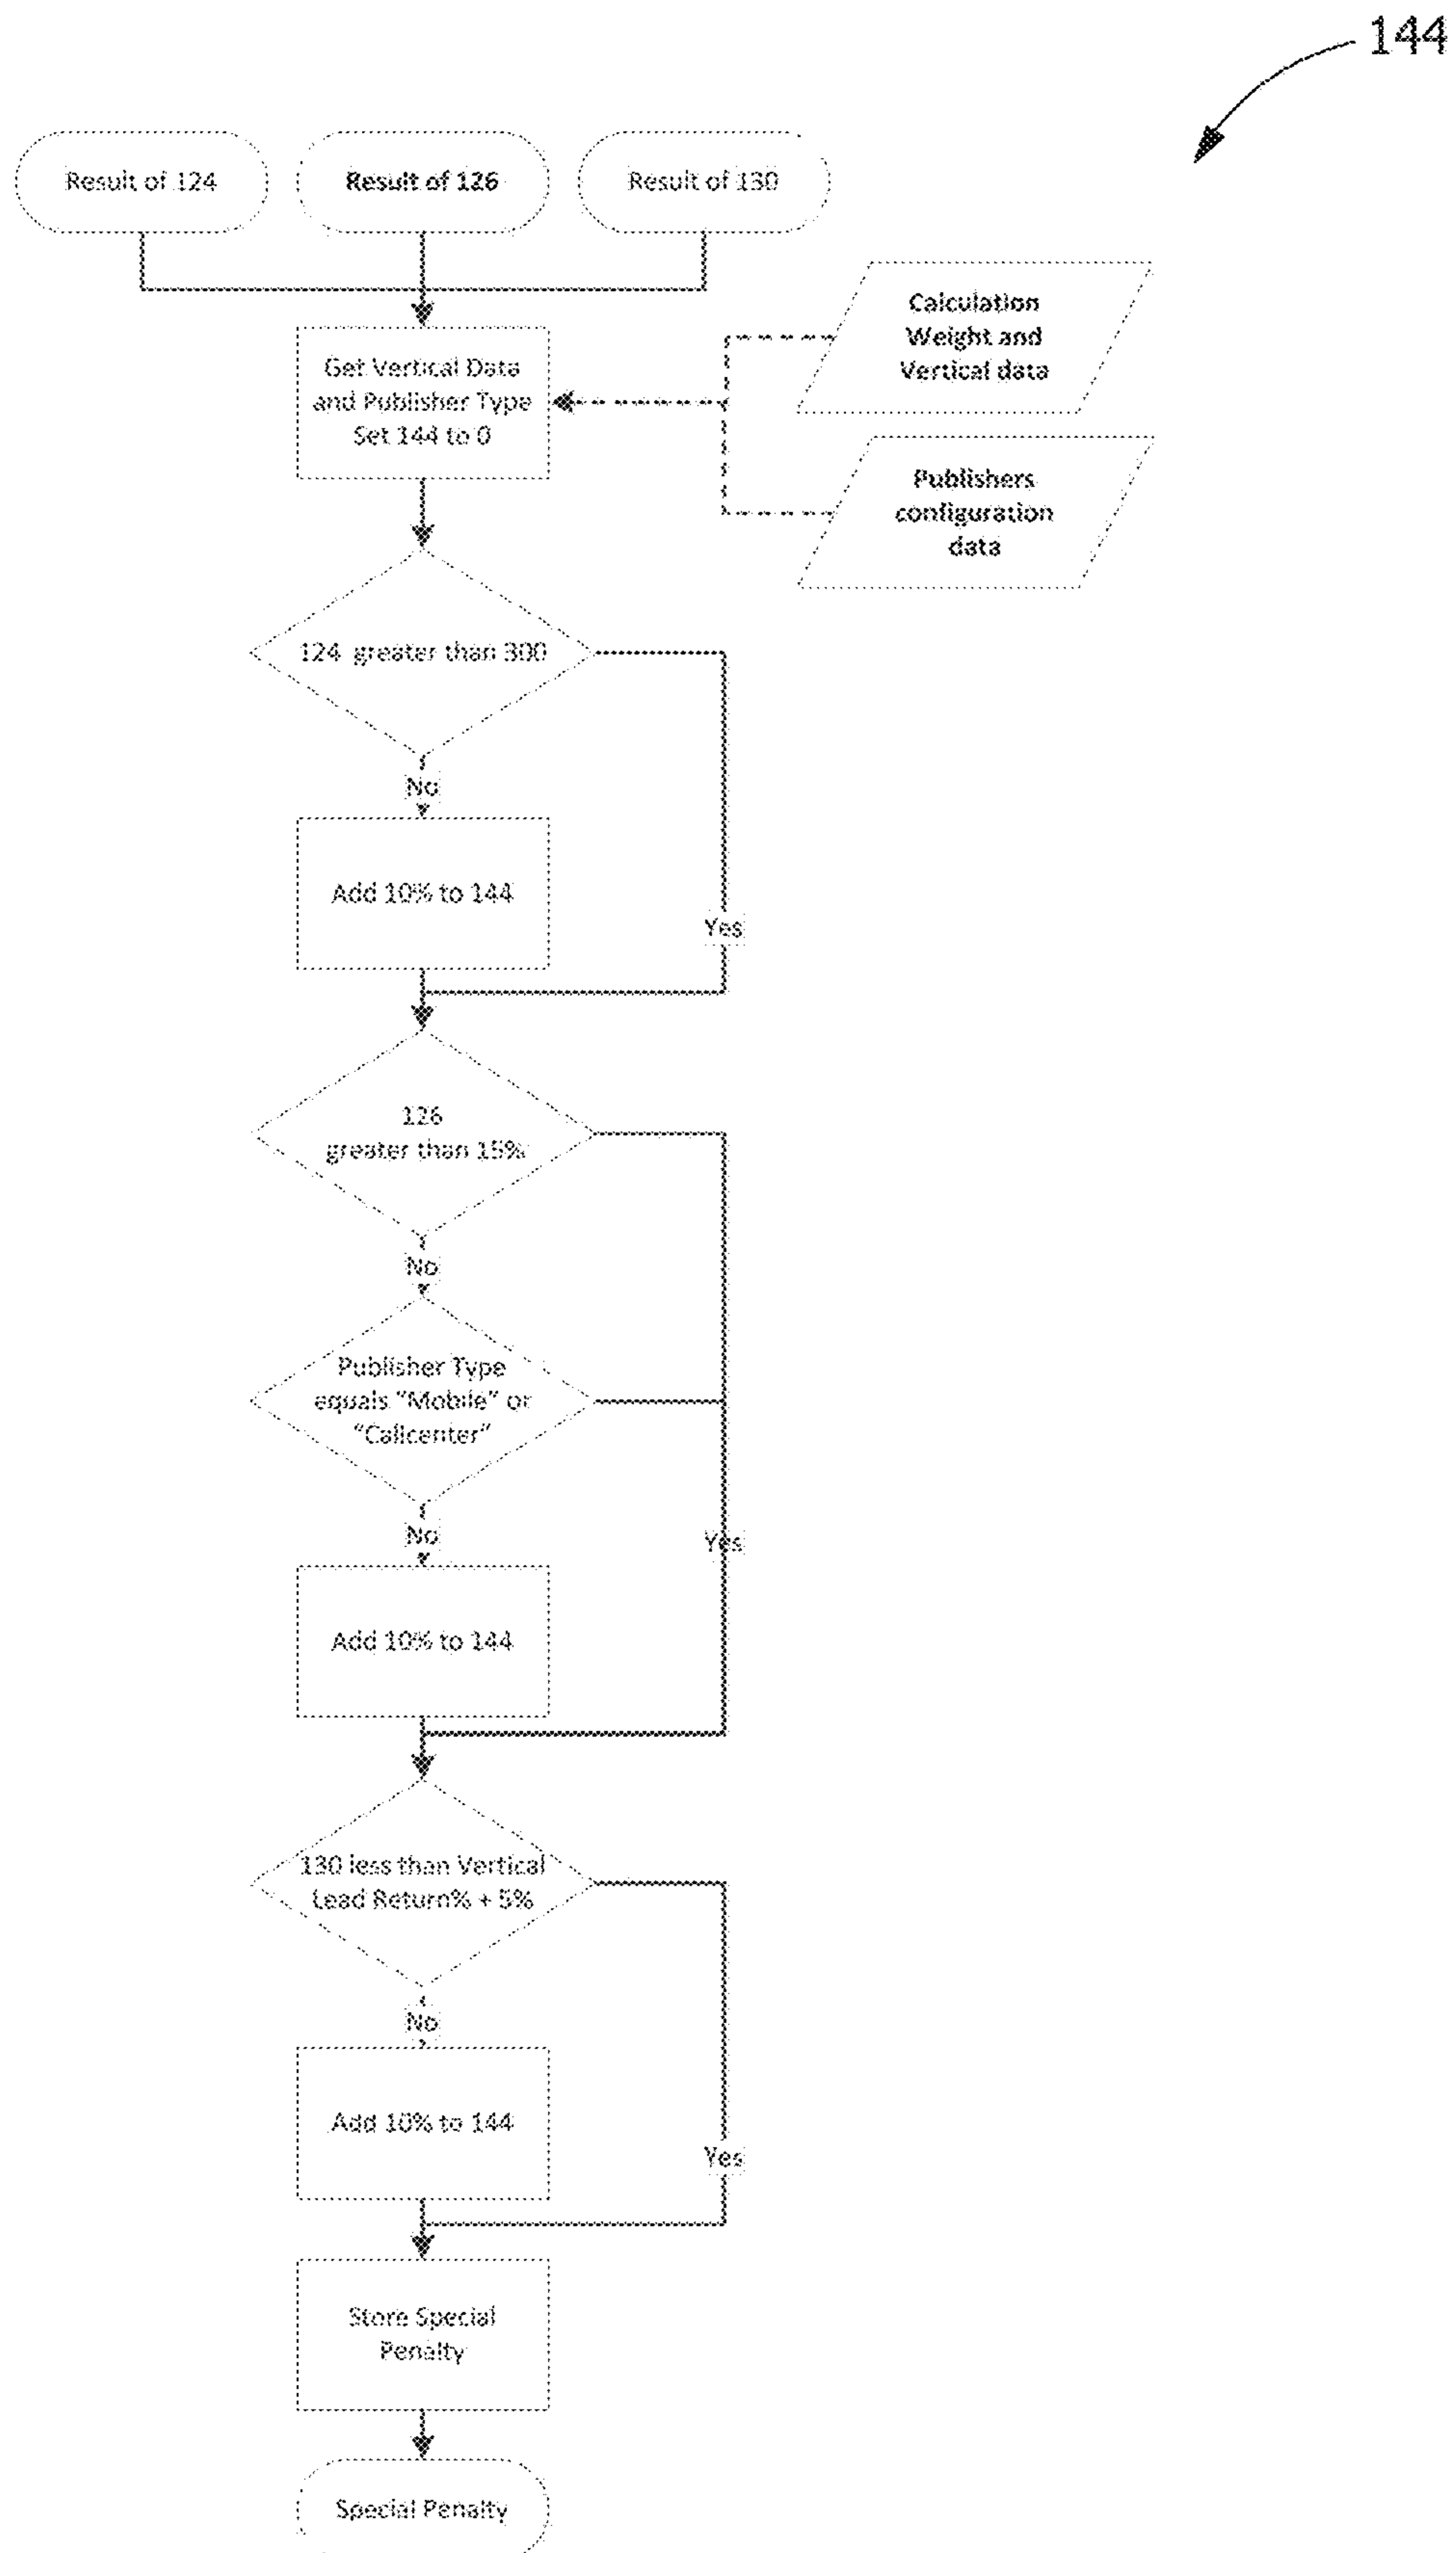 144
Result of 124
Result of 126
Result of 130
Calculation
Weight and
Vertical data
Get Vertical Data
and Publisher Type
Set 144 to 0
Publishers
configuration
data
124 greater than 300
No
Add 10% to 144
Yes
126
greater than 15%
No
Publisher Type
equals “Mobile” or
“Callcenter”
No
Yes
Add 10% to 144
130 less than Vertical
Lead Return% + 5%
No
Add 10% to 144
Yes
Store Special
Penalty
Special Penalty